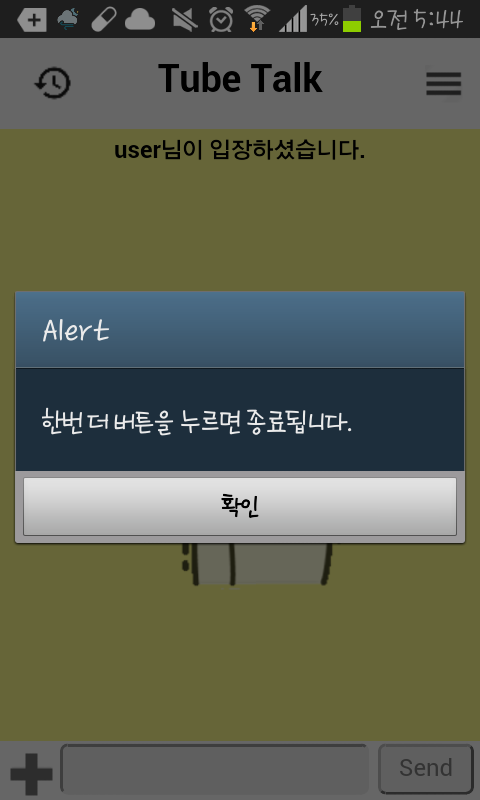 35% 오전 5:44
Tube Talk
user님이 입장하셨습니다.
Alert
한번 더 버튼을 누르면 종료됩니다.
확인
Send